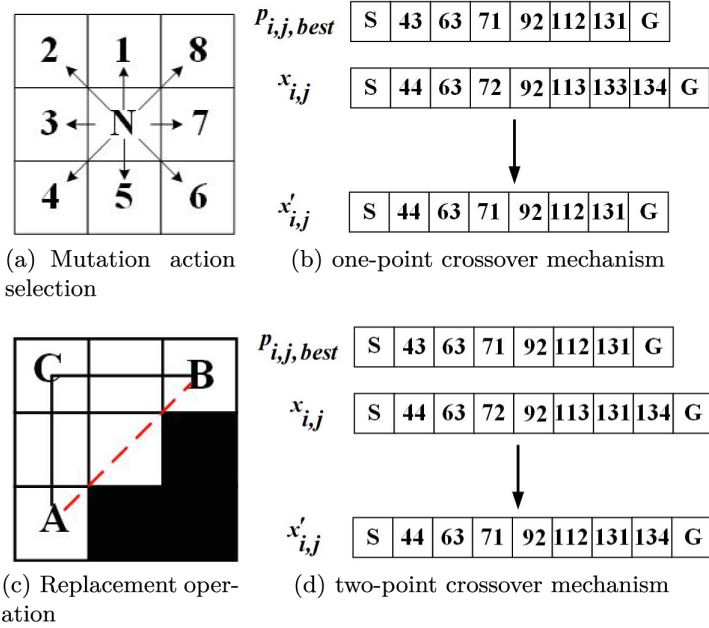 2 1 8
3 N 7
4 5 6
(a) Mutation action
selection
p i,j,best S 43 63 71 92 112 131 G
x i,j S 44 63 72 92 113 133 134 G
x′ i,j S 44 63 71 92 112 131 G
(b) one-point crossover mechanism
C B
A
(c) Replacement oper-
ation
p i,j,best S 43 63 71 92 112 131 G
x i,j S 44 63 72 92 113 131 134 G
x′ i,j S 44 63 71 92 112 131 134 G
(d) two-point crossover mechanism